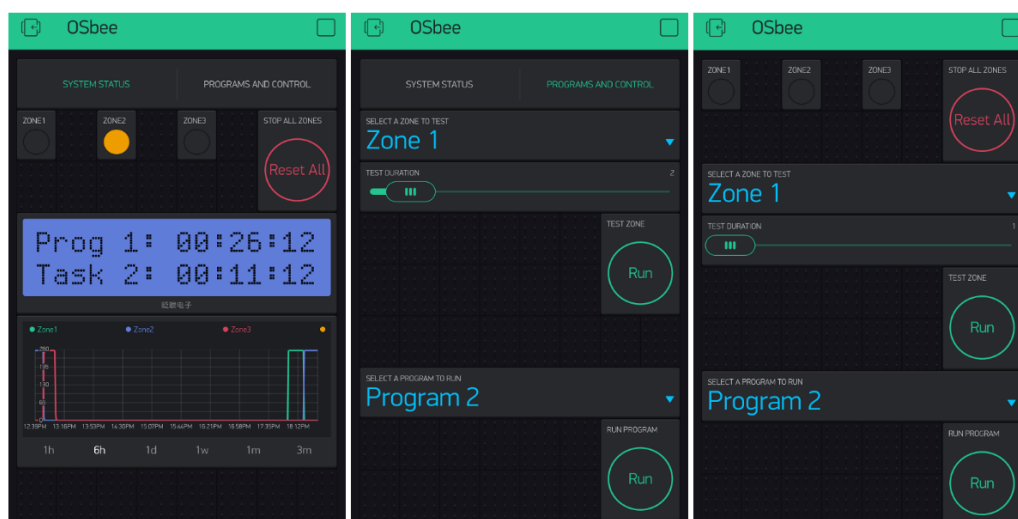 OSbee
SYSTEM STATUS PROGRAMS AND CONTROL
ZONE1 ZONE2 ZONE3 STOP ALL ZONES
Reset All
Prog 1: 00:26:12
Task 2: 00:11:12
Zone1 Zone2 Zone3
12:39PM 13:16PM 13:53PM 14:30PM 15:07PM 15:44PM 16:21PM 16:58PM 17:35PM 18:12PM
1h 6h 1d 1w 1m 3m
OSbee
SYSTEM STATUS PROGRAMS AND CONTROL
SELECT A ZONE TO TEST
Zone 1
TEST DURATION 2
TEST ZONE
Run
SELECT A PROGRAM TO RUN
Program 2
RUN PROGRAM
Run
OSbee
ZONE1 ZONE2 ZONE3 STOP ALL ZONES
Reset All
SELECT A ZONE TO TEST
Zone 1
TEST DURATION 1
TEST ZONE
Run
SELECT A PROGRAM TO RUN
Program 2
RUN PROGRAM
Run